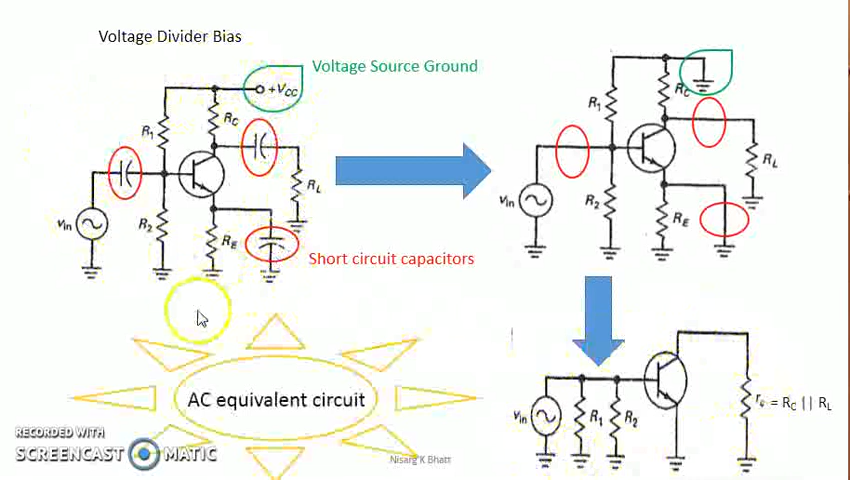 Voltage Divider Bias
Voltage Source Ground
+VCC
RC
R1
RL
vin
R2
RE
Short circuit capacitors
RC
R1
RL
vin
R2
RE
AC equivalent circuit
vin
R1
R2
rc = RC || RL
RECORDED WITH
SCREENCAST MATIC
Nisarg K Bhatt